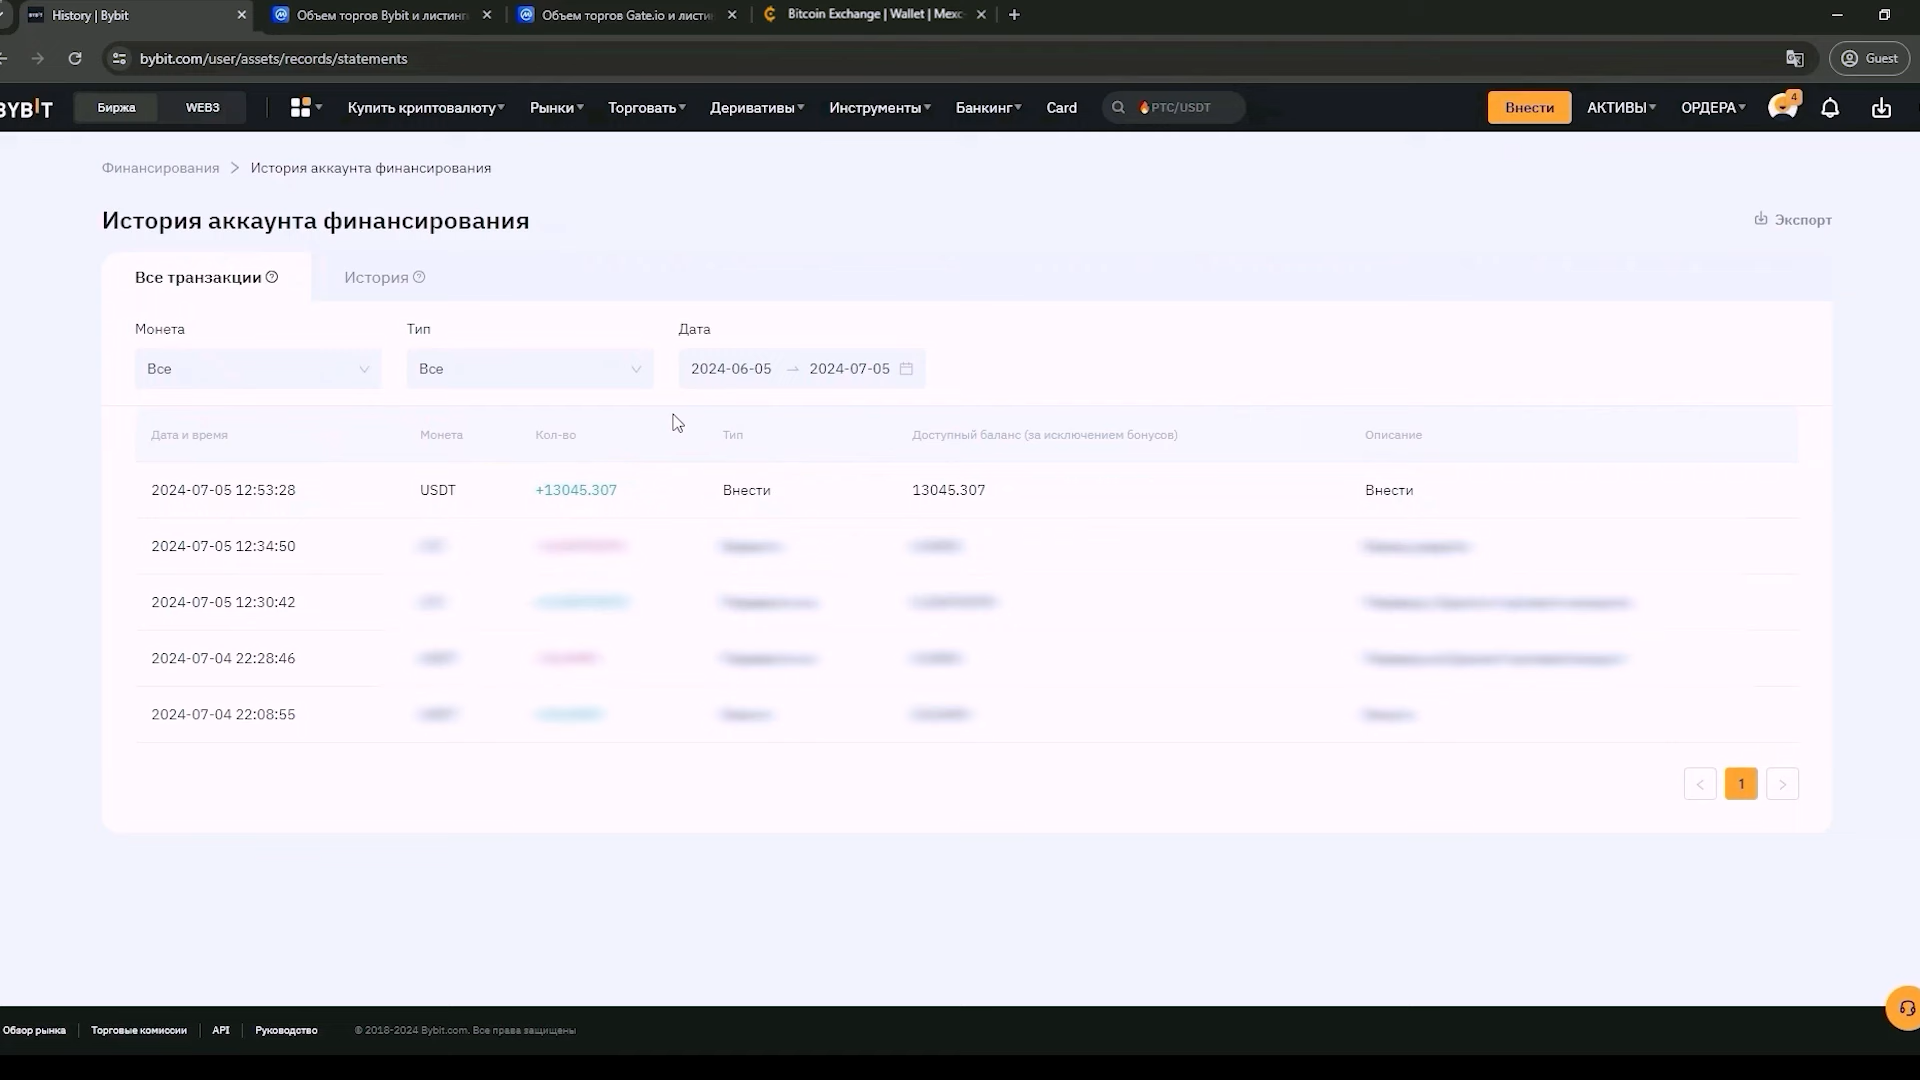 History | Bybit
Объем торгов Bybit и листинг
Объем торгов Gate.io и листи
Bitcoin Exchange | Wallet | Mexc
bybit.com/user/assets/records/statements
Guest
BYBIT
Биржа
WEB3
Купить криптовалюту
Рынки
Торговать
Деривативы
Инструменты
Банкинг
Card
PTC/USDT
Внести
АКТИВЫ
ОРДЕРА
4
Финансирования > История аккаунта финансирования
История аккаунта финансирования
Экспорт
Все транзакции
История
Монета Тип Дата
Все Все 2024-06-05 → 2024-07-05
Дата и время Монета Кол-во Тип Доступный баланс (за исключением бонусов) Описание
2024-07-05 12:53:28 USDT +13045.307 Внести 13045.307 Внести
2024-07-05 12:34:50
2024-07-05 12:30:42
2024-07-04 22:28:46
2024-07-04 22:08:55
< 1 >
Обзор рынка Торговые комиссии API Руководство © 2018-2024 Bybit.com. Все права защищены